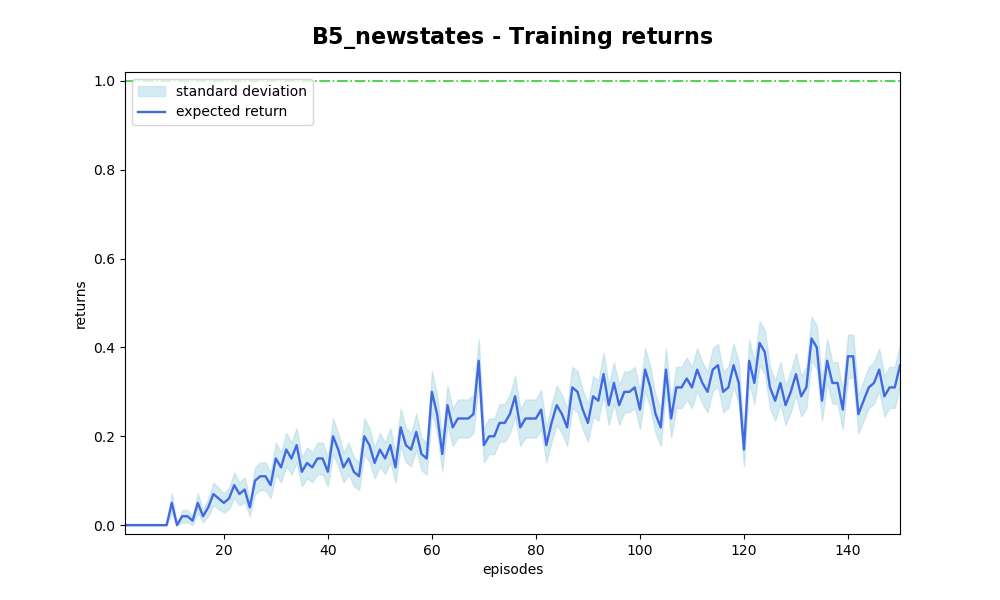 B5_newstates - Training returns
1.0
0.8
0.6
0.4
0.2
0.0
returns
standard deviation
expected return
20 40 60 80 100 120 140
episodes